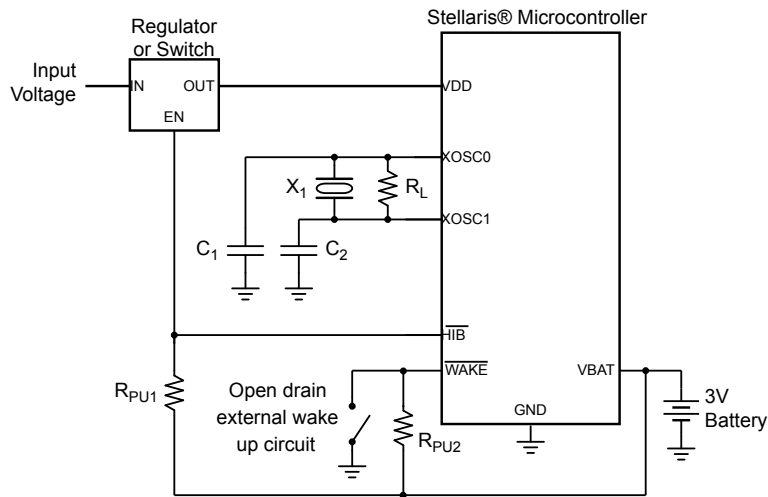 Stellaris® Microcontroller
Regulator
or Switch
Input
Voltage
IN
OUT
EN
VDD
XOSC0
X1
RL
XOSC1
C1
C2
HIB
WAKE
VBAT
RPU1
Open drain
external wake
up circuit
RPU2
GND
3V
Battery